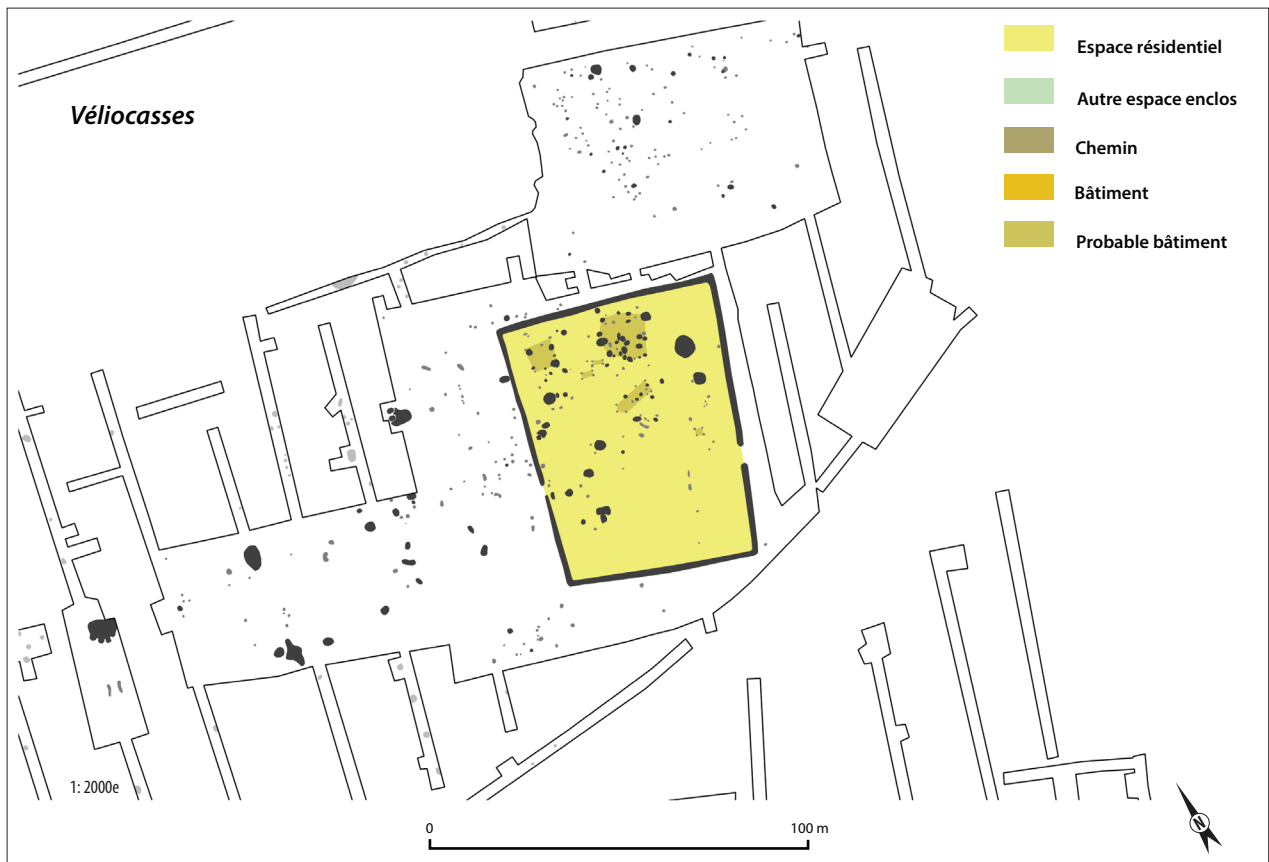 Véliocasses
Espace résidentiel
Autre espace enclos
Chemin
Bâtiment
Probable bâtiment
1: 2000e
0
100 m
N